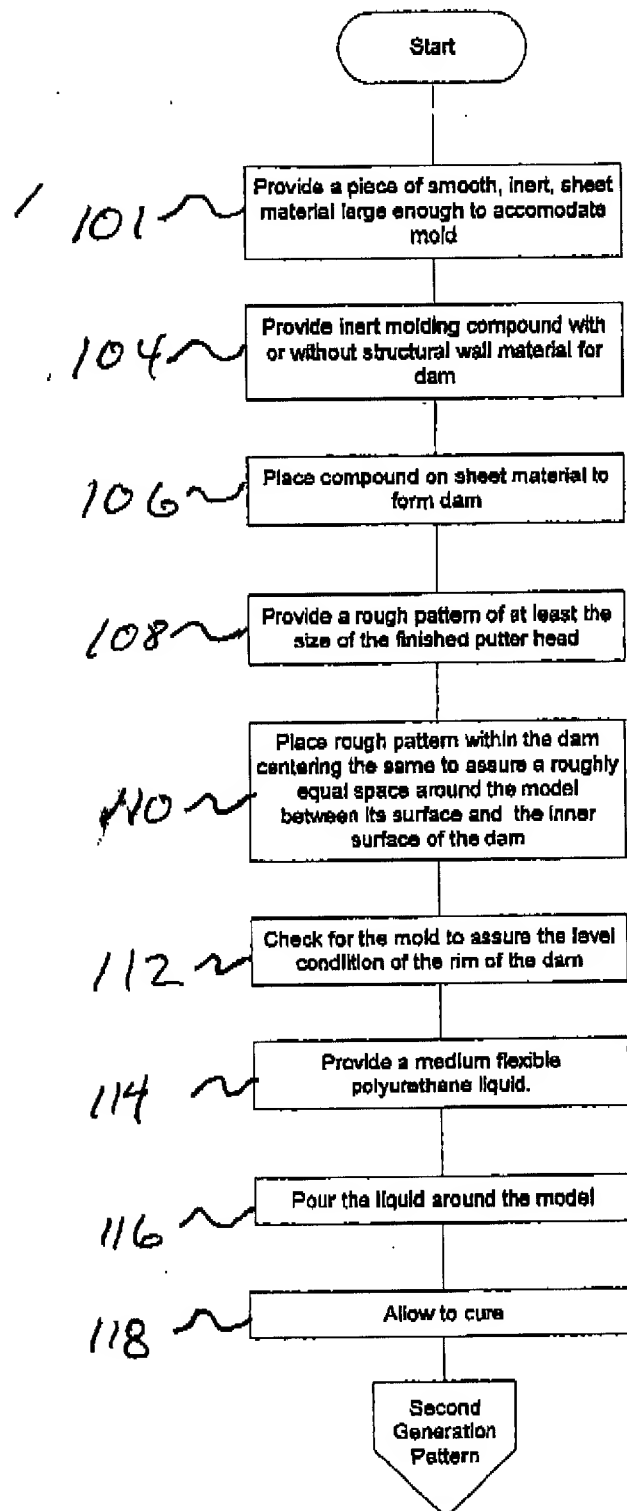 Start
101
Provide a piece of smooth, inert, sheet
material large enough to accomodate
mold
104
Provide inert molding compound with
or without structural wall material for
dam
106
Place compound on sheet material to
form dam
108
Provide a rough pattern of at least the
size of the finished putter head
110
Place rough pattern within the dam
centering the same to assure a roughly
equal space around the model
between its surface and the inner
surface of the dam
112
Check for the mold to assure the level
condition of the rim of the dam
114
Provide a medium flexible
polyurethane liquid.
116
Pour the liquid around the model
118
Allow to cure
Second
Generation
Pattern